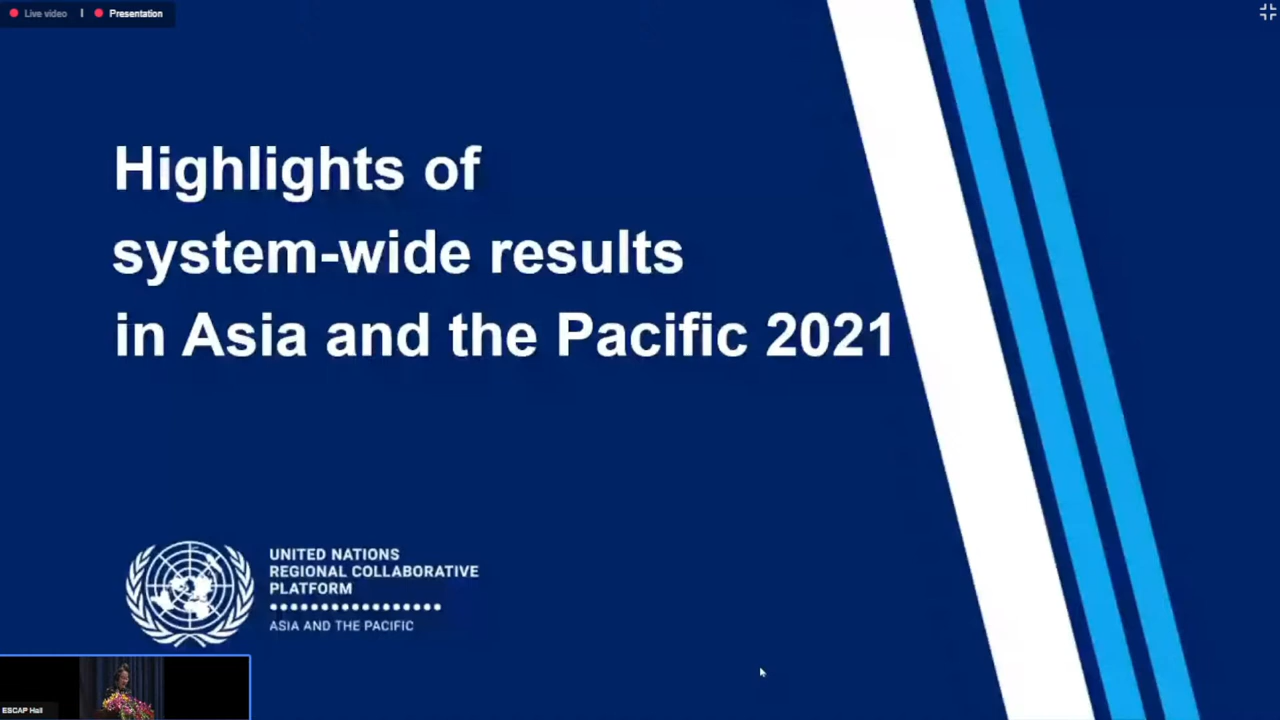 Live video | Presentation
Highlights of
system-wide results
in Asia and the Pacific 2021
UNITED NATIONS
REGIONAL COLLABORATIVE
PLATFORM
ASIA AND THE PACIFIC
ESCAP Hall